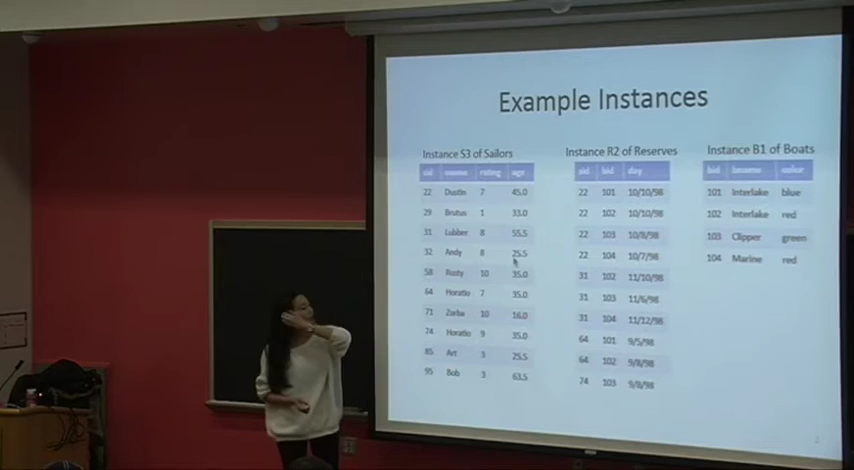 Example Instances
Instance S3 of Sailors
sid sname rating age
22 Dustin 7 45.0
29 Brutus 1 33.0
31 Lubber 8 55.5
32 Andy 8 25.5
58 Rusty 10 35.0
64 Horatio 7 35.0
71 Zorba 10 16.0
74 Horatio 9 35.0
85 Art 3 25.5
95 Bob 3 63.5
Instance R2 of Reserves
sid bid day
22 101 10/10/98
22 102 10/10/98
22 103 10/8/98
22 104 10/7/98
31 102 11/10/98
31 103 11/6/98
31 104 11/12/98
64 101 9/5/98
64 102 9/8/98
74 103 9/8/98
Instance B1 of Boats
bid bname color
101 Interlake blue
102 Interlake red
103 Clipper green
104 Marine red
2